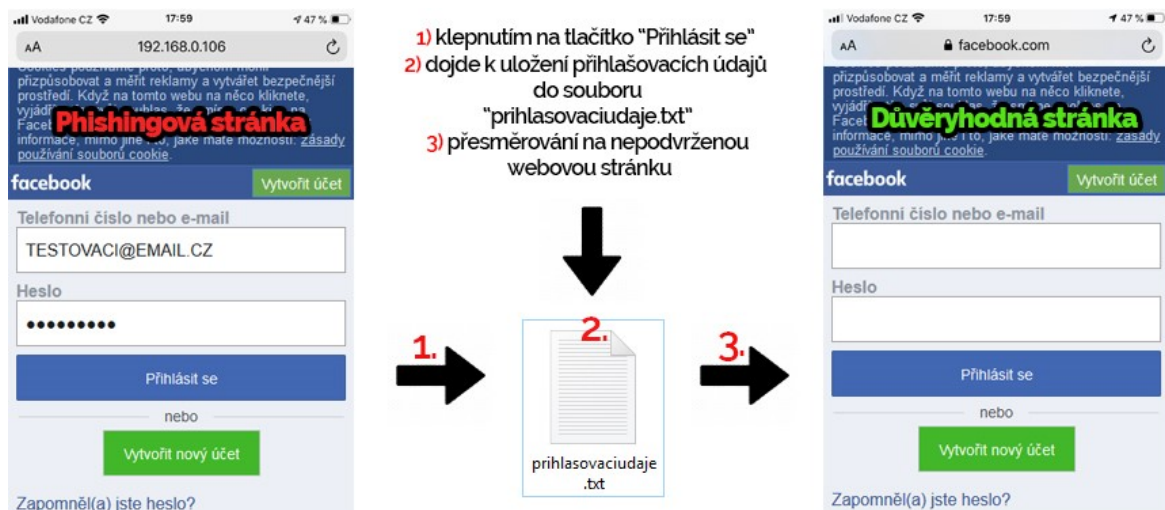 Vodafone CZ 17:59 47 %
AA 192.168.0.106
přizpůsobovat a měřit reklamy a vytvářet bezpečnější
prostředí. Když na tomto webu na něco kliknete,
Phishingová stránka
informace, mimo jiné i to, jaké máte možnosti: zásady
používání souborů cookie.
facebook Vytvořit účet
Telefonní číslo nebo e-mail
TESTOVACI@EMAIL.CZ
Heslo
Přihlásit se
nebo
Vytvořit nový účet
Zapomněl(a) jste heslo?
1) klepnutím na tlačítko "Přihlásit se"
2) dojde k uložení přihlašovacích údajů
do souboru
"prihlasovaciudaje.txt"
3) přesměrování na nepodvrženou
webovou stránku
1.
2.
prihlasovaciudaje
.txt
3.
Vodafone CZ 17:59 47 %
AA facebook.com
přizpůsobovat a měřit reklamy a vytvářet bezpečnější
prostředí. Když na tomto webu na něco kliknete,
Důvěryhodná stránka
informace, mimo jiné i to, jaké máte možnosti: zásady
používání souborů cookie.
facebook Vytvořit účet
Telefonní číslo nebo e-mail
Heslo
Přihlásit se
nebo
Vytvořit nový účet
Zapomněl(a) jste heslo?